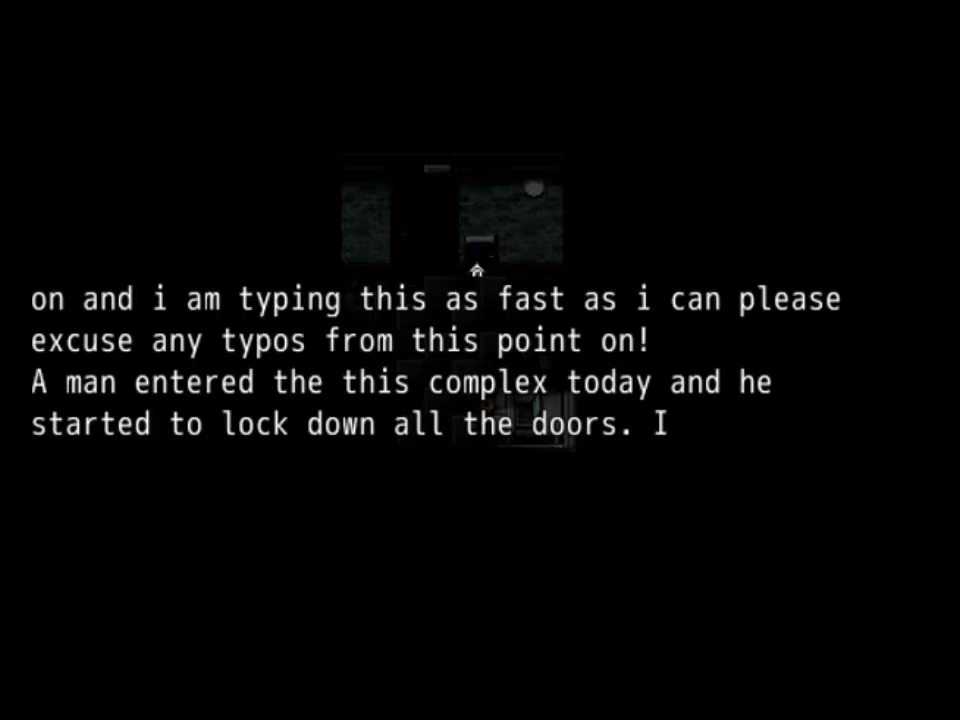 on and i am typing this as fast as i can please
excuse any typos from this point on!
A man entered the this complex today and he
started to lock down all the doors. I